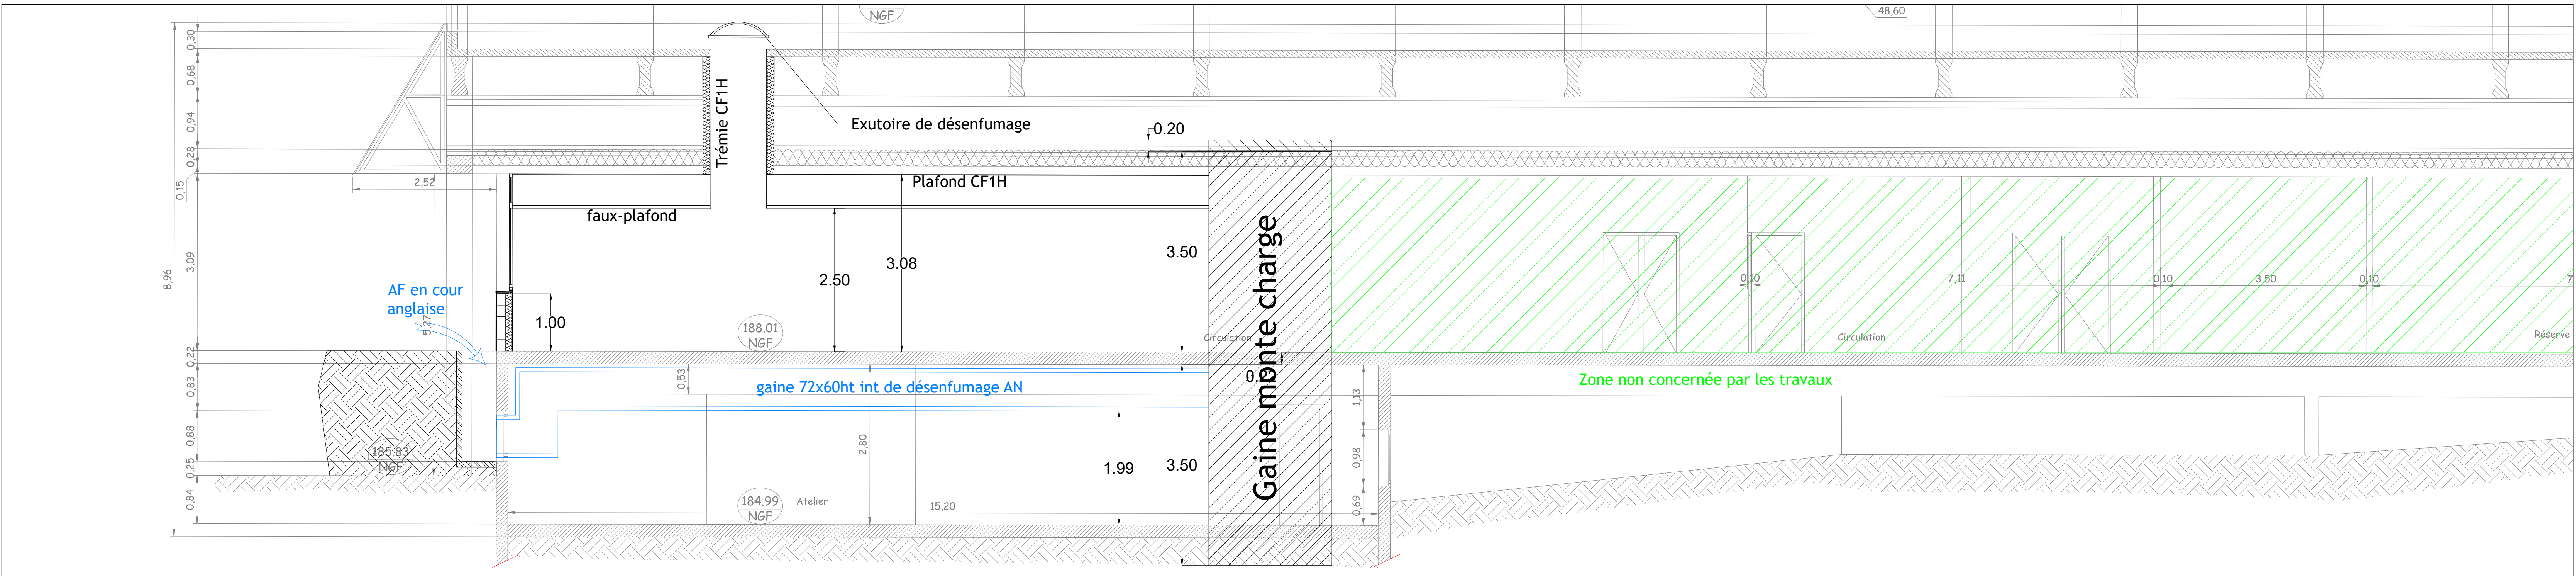 NGF
48,60
0,30
0,68
0,94
0,28
0,15
3,09
8,96
0,22
0,83
0,88
0,25
0,84
2,52
5,27
Trémie CF1H
Exutoire de désenfumage
0.20
Plafond CF1H
faux-plafond
2.50
3.08
3.50
1.00
AF en cour
anglaise
188.01
NGF
Circulation
Gaine monte charge
0,10
7,11
0,10
3,50
0,10
7
Circulation
Réserve
Zone non concernée par les travaux
0,53
gaine 72x60ht int de désenfumage AN
2,80
1.99
3.50
1,13
0,98
0,69
185.83
NGF
184.99
NGF
Atelier
15,20